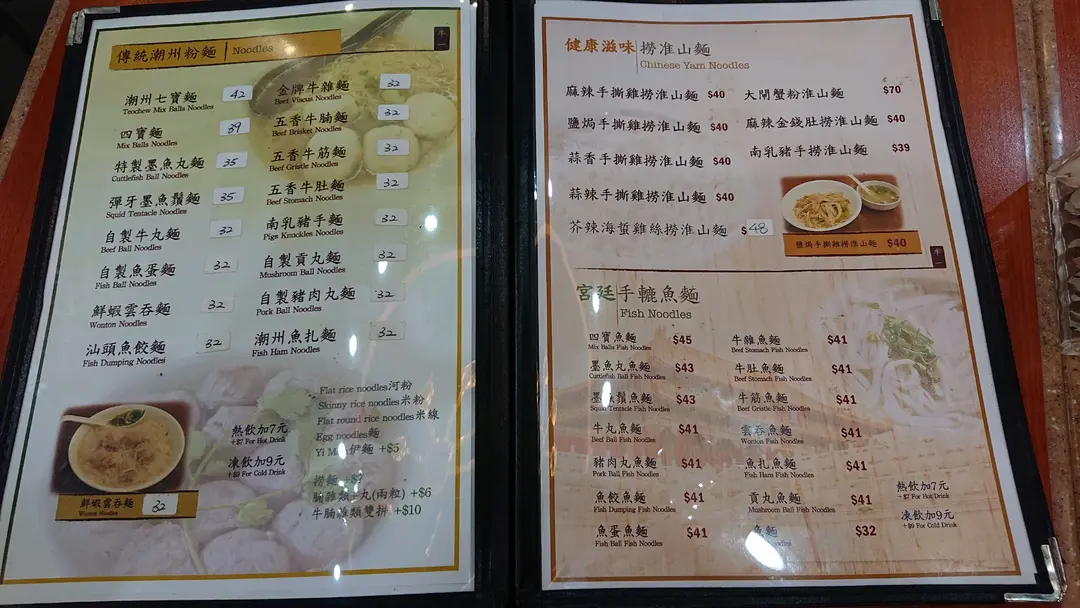 傳統潮州粉麵 | Noodles
潮州七寶麵 42
Teochew Mix Balls Noodles
四寶麵 39
Mix Balls Noodles
特製墨魚丸麵 35
Cuttlefish Ball Noodles
彈牙墨魚鬚麵 35
Squid Tentacle Noodles
自製牛丸麵 32
Beef Ball Noodles
自製魚蛋麵 32
Fish Ball Noodles
鮮蝦雲吞麵 32
Wonton Noodles
汕頭魚餃麵 32
Fish Dumping Noodles
金牌牛雜麵 32
Beef Viscus Noodles
五香牛腩麵 32
Beef Brisket Noodles
五香牛筋麵 32
Beef Gristle Noodles
五香牛肚麵 32
Beef Stomach Noodles
南乳豬手麵 32
Pigs Knuckles Noodles
自製貢丸麵 32
Mushroom Ball Noodles
自製豬肉丸麵 32
Pork Ball Noodles
潮州魚扎麵 32
Fish Ham Noodles
鮮蝦雲吞麵 32
Wonton Noodles
熱飲加7元
+$7 For Hot Drink
凍飲加9元
+$9 For Cold Drink
Flat rice noodles河粉
Skinny rice noodles米粉
Flat round rice noodles米線
Egg noodles麵
伊麵 +$5
撈麵
(兩粒) +$6
牛腩雜類雙拼 +$10
健康滋味 | 撈淮山麵
Chinese Yam Noodles
麻辣手撕雞撈淮山麵 $40
鹽焗手撕雞撈淮山麵 $40
蒜香手撕雞撈淮山麵 $40
蒜辣手撕雞撈淮山麵 $40
芥辣海蜇雞絲撈淮山麵 $48
大閘蟹粉淮山麵 $70
麻辣金錢肚撈淮山麵 $40
南乳豬手撈淮山麵 $39
鹽焗手撕雞撈淮山麵 $40
宮廷手轆魚麵
Fish Noodles
四寶魚麵 $45
Mix Balls Fish Noodles
墨魚丸魚麵 $43
Cuttlefish Ball Fish Noodles
墨魚鬚魚麵 $43
Squid Tentacle Fish Noodles
牛丸魚麵 $41
Beef Ball Fish Noodles
豬肉丸魚麵 $41
Pork Ball Fish Noodles
魚餃魚麵 $41
Fish Dumping Fish Noodles
魚蛋魚麵 $41
Fish Ball Fish Noodles
牛雜魚麵 $41
Beef Stomach Fish Noodles
牛肚魚麵 $41
Beef Stomach Fish Noodles
牛筋魚麵 $41
Beef Gristle Fish Noodles
雲吞魚麵 $41
Wonton Fish Noodles
魚扎魚麵 $41
Fish Ham Fish Noodles
貢丸魚麵 $41
Mushroom Ball Fish Noodles
魚麵 $32
Noodles
熱飲加7元
+$7 For Hot Drink
凍飲加9元
+$9 For Cold Drink